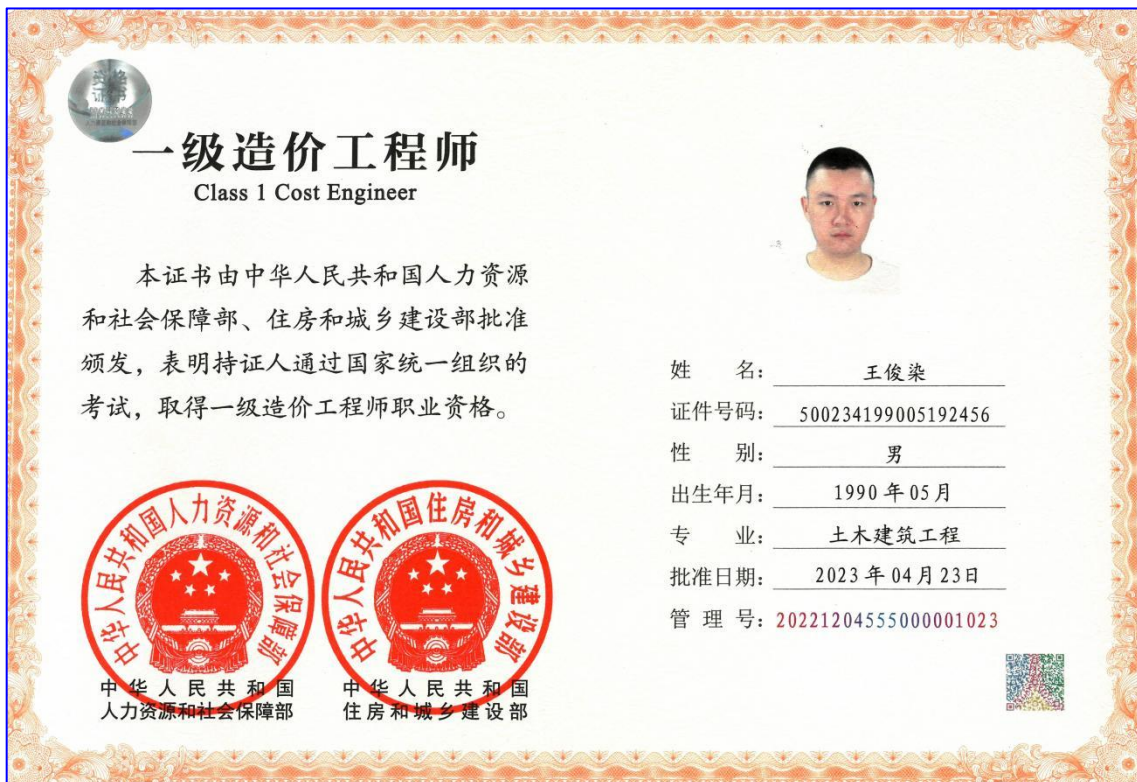 资格
证书
一级造价工程师
Class 1 Cost Engineer
本证书由中华人民共和国人力资源
和社会保障部、住房和城乡建设部批准
颁发，表明持证人通过国家统一组织的
考试，取得一级造价工程师职业资格。
姓 名：王俊染
证件号码：500234199005192456
性 别：男
出生年月：1990年05月
专 业：土木建筑工程
批准日期：2023年04月23日
管 理 号：20221204555000001023
中华人民共和国人力资源和社会保障部
中华人民共和国
人力资源和社会保障部
中华人民共和国住房和城乡建设部
中华人民共和国
住房和城乡建设部